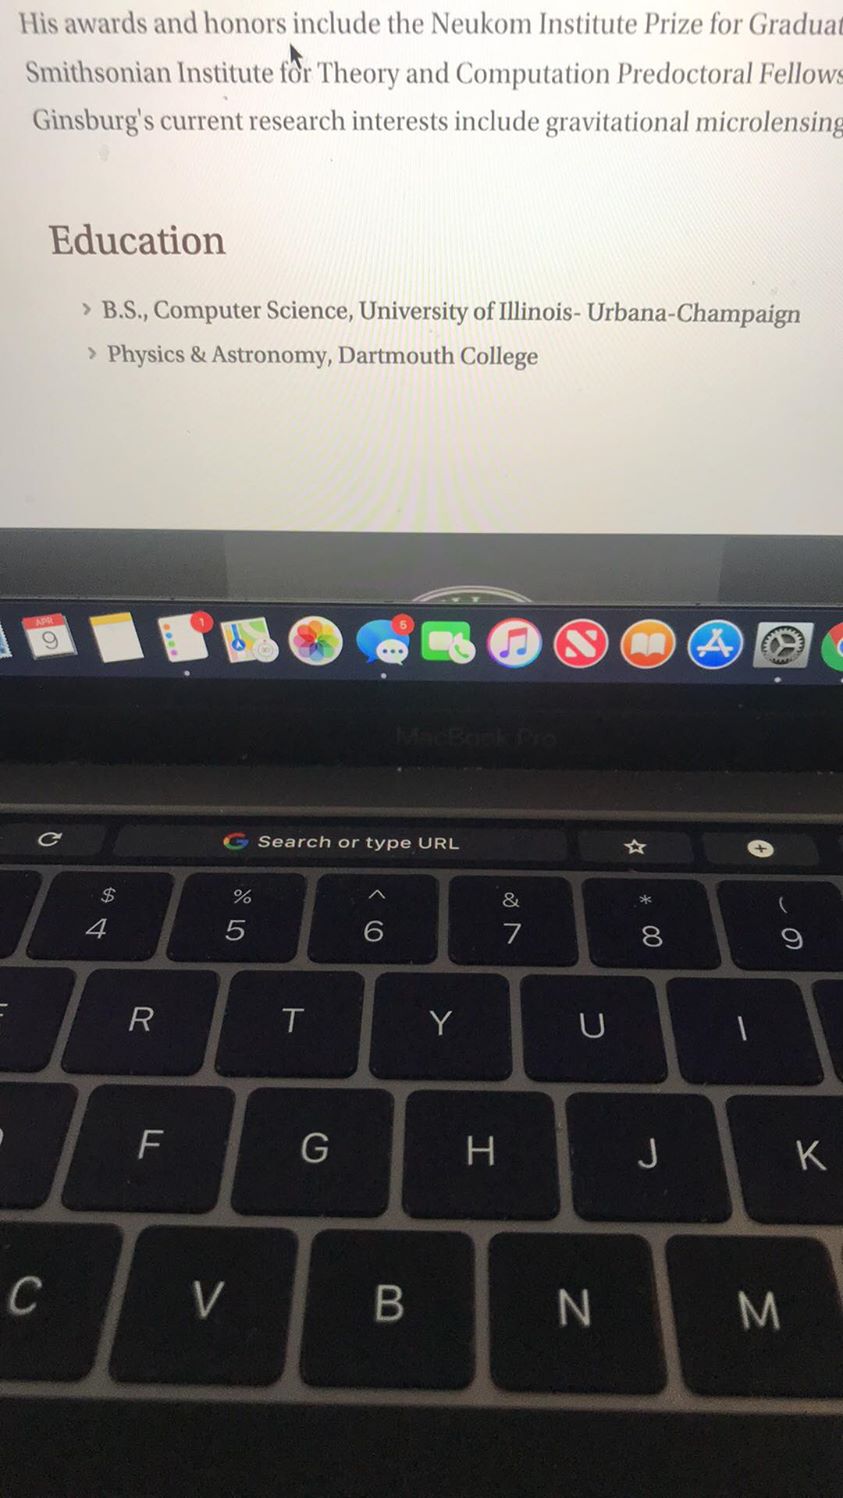 His awards and honors include the Neukom Institute Prize for Graduat
Smithsonian Institute for Theory and Computation Predoctoral Fellows
Ginsburg's current research interests include gravitational microlensing
Education
› B.S., Computer Science, University of Illinois- Urbana-Champaign
› Physics & Astronomy, Dartmouth College
APR
9
1
5
MacBook Pro
G Search or type URL
$ % ^ & * (
4 5 6 7 8 9
R T Y U I
F G H J K
C V B N M